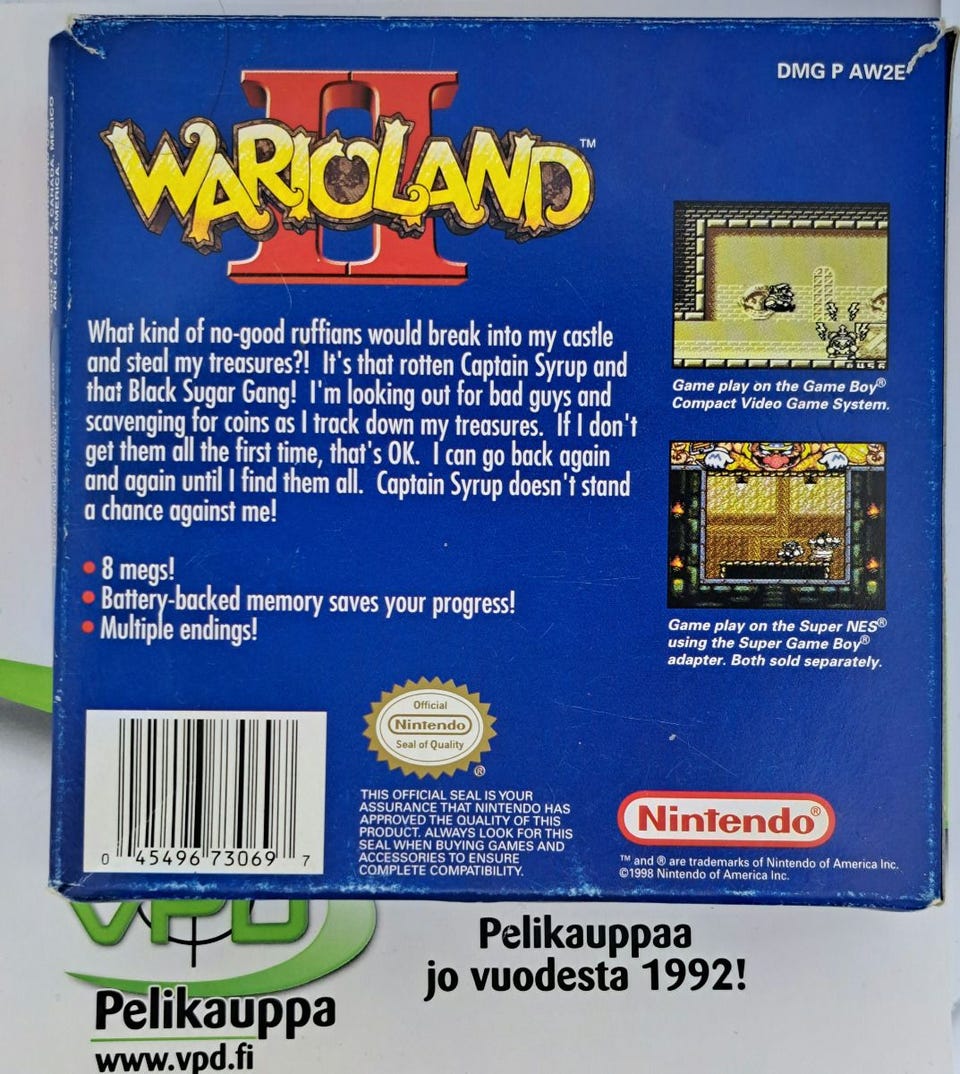 DMG P AW2E
II
WARIOLAND™
CANADA, MEXICO
AND LATIN AMERICA.
What kind of no-good ruffians would break into my castle
and steal my treasures?! It's that rotten Captain Syrup and
that Black Sugar Gang! I'm looking out for bad guys and
scavenging for coins as I track down my treasures. If I don't
get them all the first time, that's OK. I can go back again
and again until I find them all. Captain Syrup doesn't stand
a chance against me!
• 8 megs!
• Battery-backed memory saves your progress!
• Multiple endings!
Game play on the Game Boy®
Compact Video Game System.
Game play on the Super NES®
using the Super Game Boy®
adapter. Both sold separately.
0 45496 73069 7
Official
Nintendo
Seal of Quality
®
THIS OFFICIAL SEAL IS YOUR
ASSURANCE THAT NINTENDO HAS
APPROVED THE QUALITY OF THIS
PRODUCT. ALWAYS LOOK FOR THIS
SEAL WHEN BUYING GAMES AND
ACCESSORIES TO ENSURE
COMPLETE COMPATIBILITY.
Nintendo®
™ and ® are trademarks of Nintendo of America Inc.
©1998 Nintendo of America Inc.
VPD
Pelikauppa
www.vpd.fi
Pelikauppaa
jo vuodesta 1992!